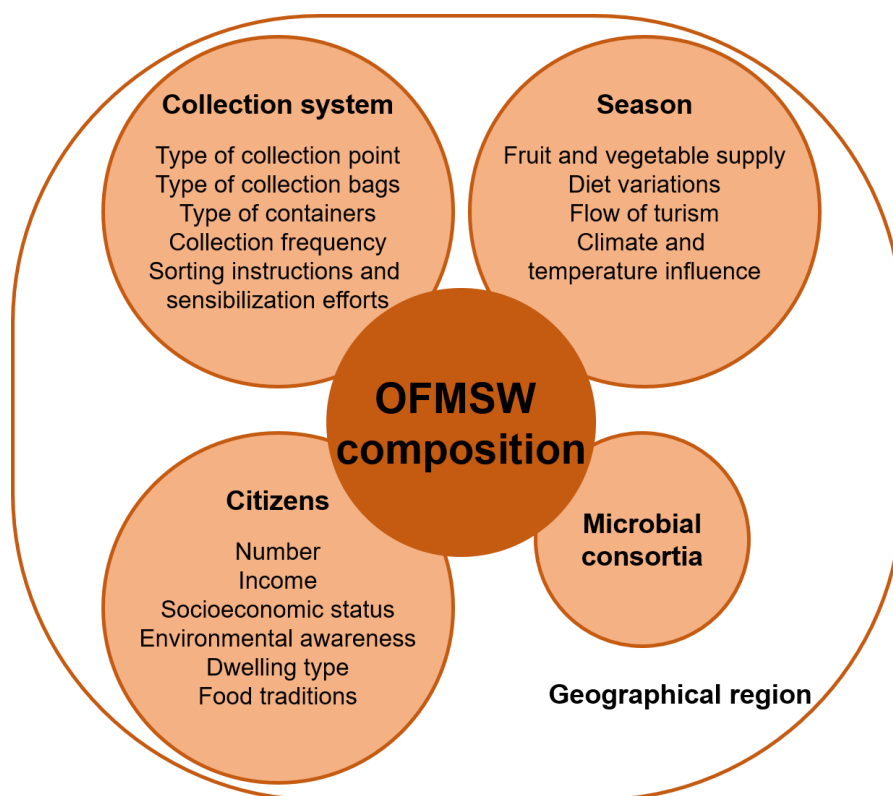 Collection system
Type of collection point
Type of collection bags
Type of containers
Collection frequency
Sorting instructions and
sensibilization efforts
Season
Fruit and vegetable supply
Diet variations
Flow of turism
Climate and
temperature influence
OFMSW
composition
Citizens
Number
Income
Socioeconomic status
Environmental awareness
Dwelling type
Food traditions
Microbial
consortia
Geographical region